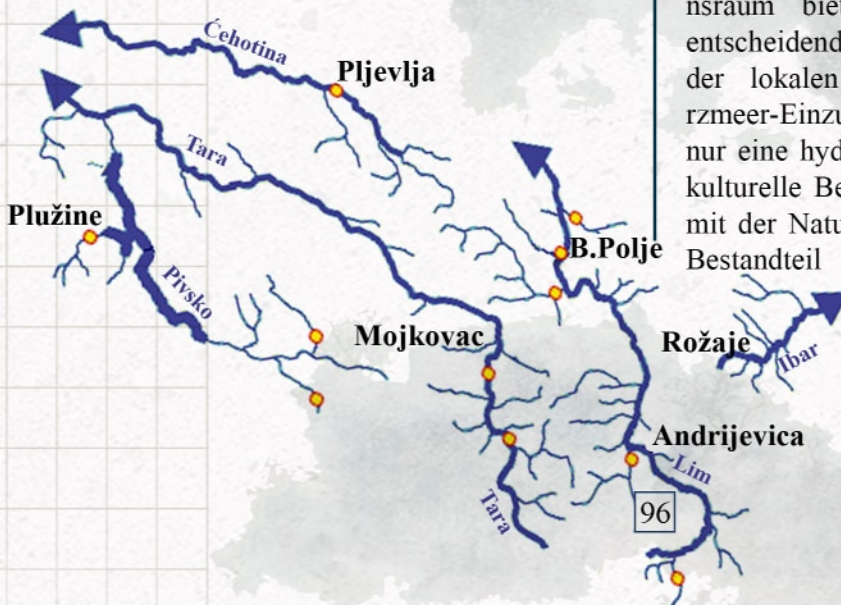 nsraum
entscheidend
der lokalen
rzmeer-Einzu
nur eine hyd
kulturelle Be
mit der Natu
Bestandteil
Ćehotina
Pljevlja
Tara
Plužine
B.Polje
Pivsko
Mojkovac
Rožaje
Ibar
Andrijevica
Lim
Tara
96